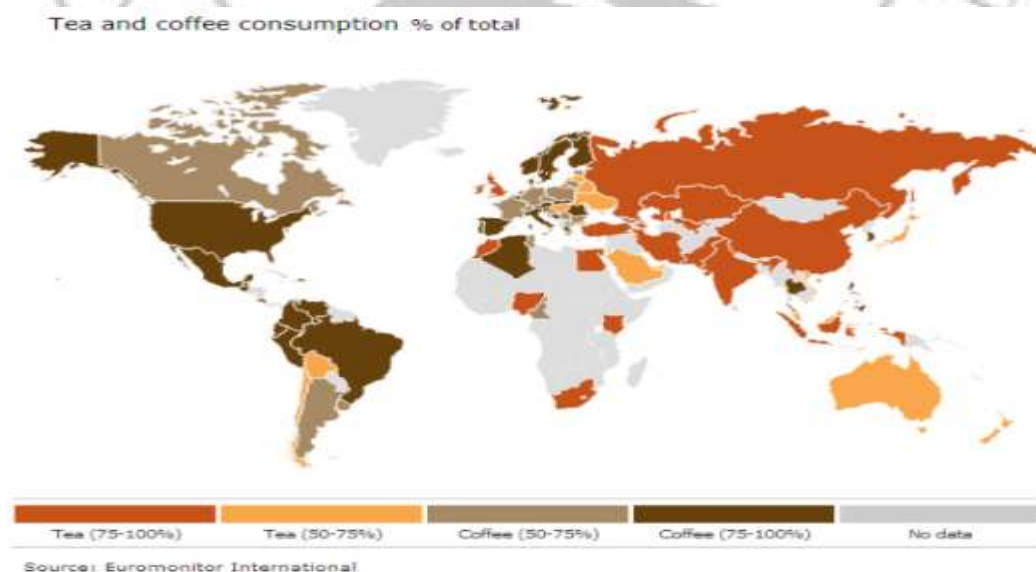 Tea and coffee consumption % of total
Tea (75-100%) Tea (50-75%) Coffee (50-75%) Coffee (75-100%) No data
Source: Euromonitor International